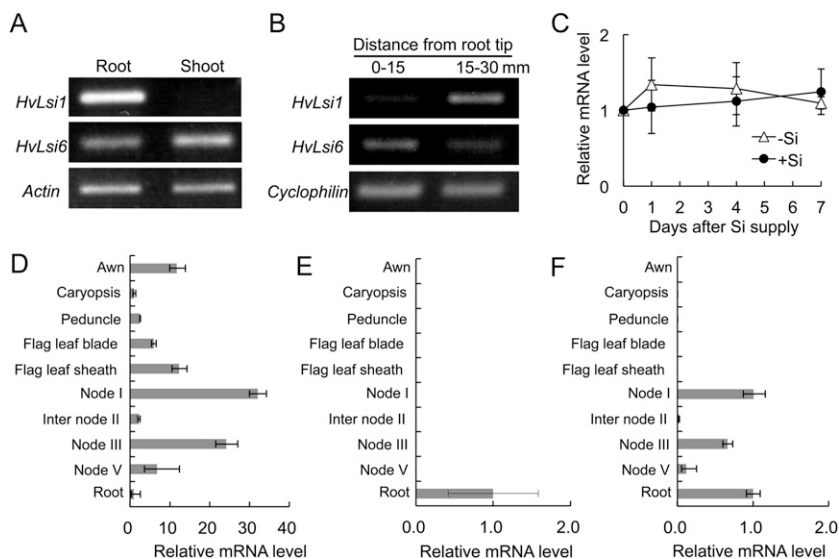 A
Root Shoot
HvLsi1
HvLsi6
Actin
B
Distance from root tip
0-15 15-30 mm
HvLsi1
HvLsi6
Cyclophilin
C
Relative mRNA level
2
1
0
-Si
+Si
0 1 2 3 4 5 6 7
Days after Si supply
D
Awn
Caryopsis
Peduncle
Flag leaf blade
Flag leaf sheath
Node I
Inter node II
Node III
Node V
Root
0 10 20 30 40
Relative mRNA level
E
Awn
Caryopsis
Peduncle
Flag leaf blade
Flag leaf sheath
Node I
Inter node II
Node III
Node V
Root
0.0 1.0 2.0
Relative mRNA level
F
Awn
Caryopsis
Peduncle
Flag leaf blade
Flag leaf sheath
Node I
Inter node II
Node III
Node V
Root
0.0 1.0 2.0
Relative mRNA level